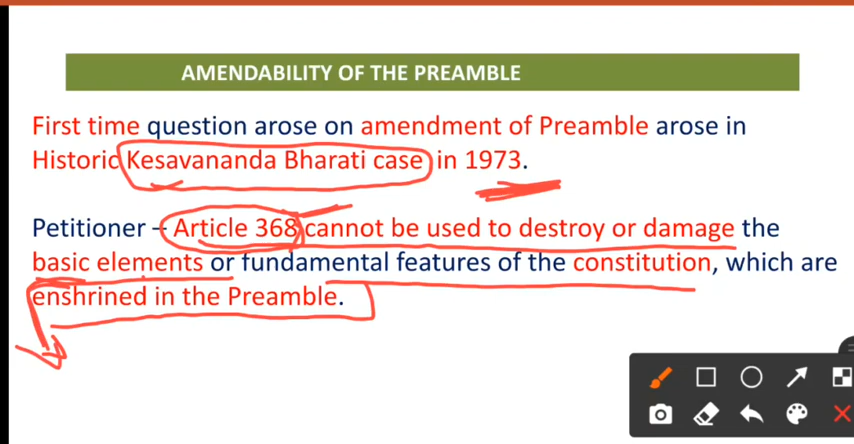 AMENDABILITY OF THE PREAMBLE
First time question arose on amendment of Preamble arose in
Historic Kesavananda Bharati case in 1973.
Petitioner – Article 368 cannot be used to destroy or damage the
basic elements or fundamental features of the constitution, which are
enshrined in the Preamble.